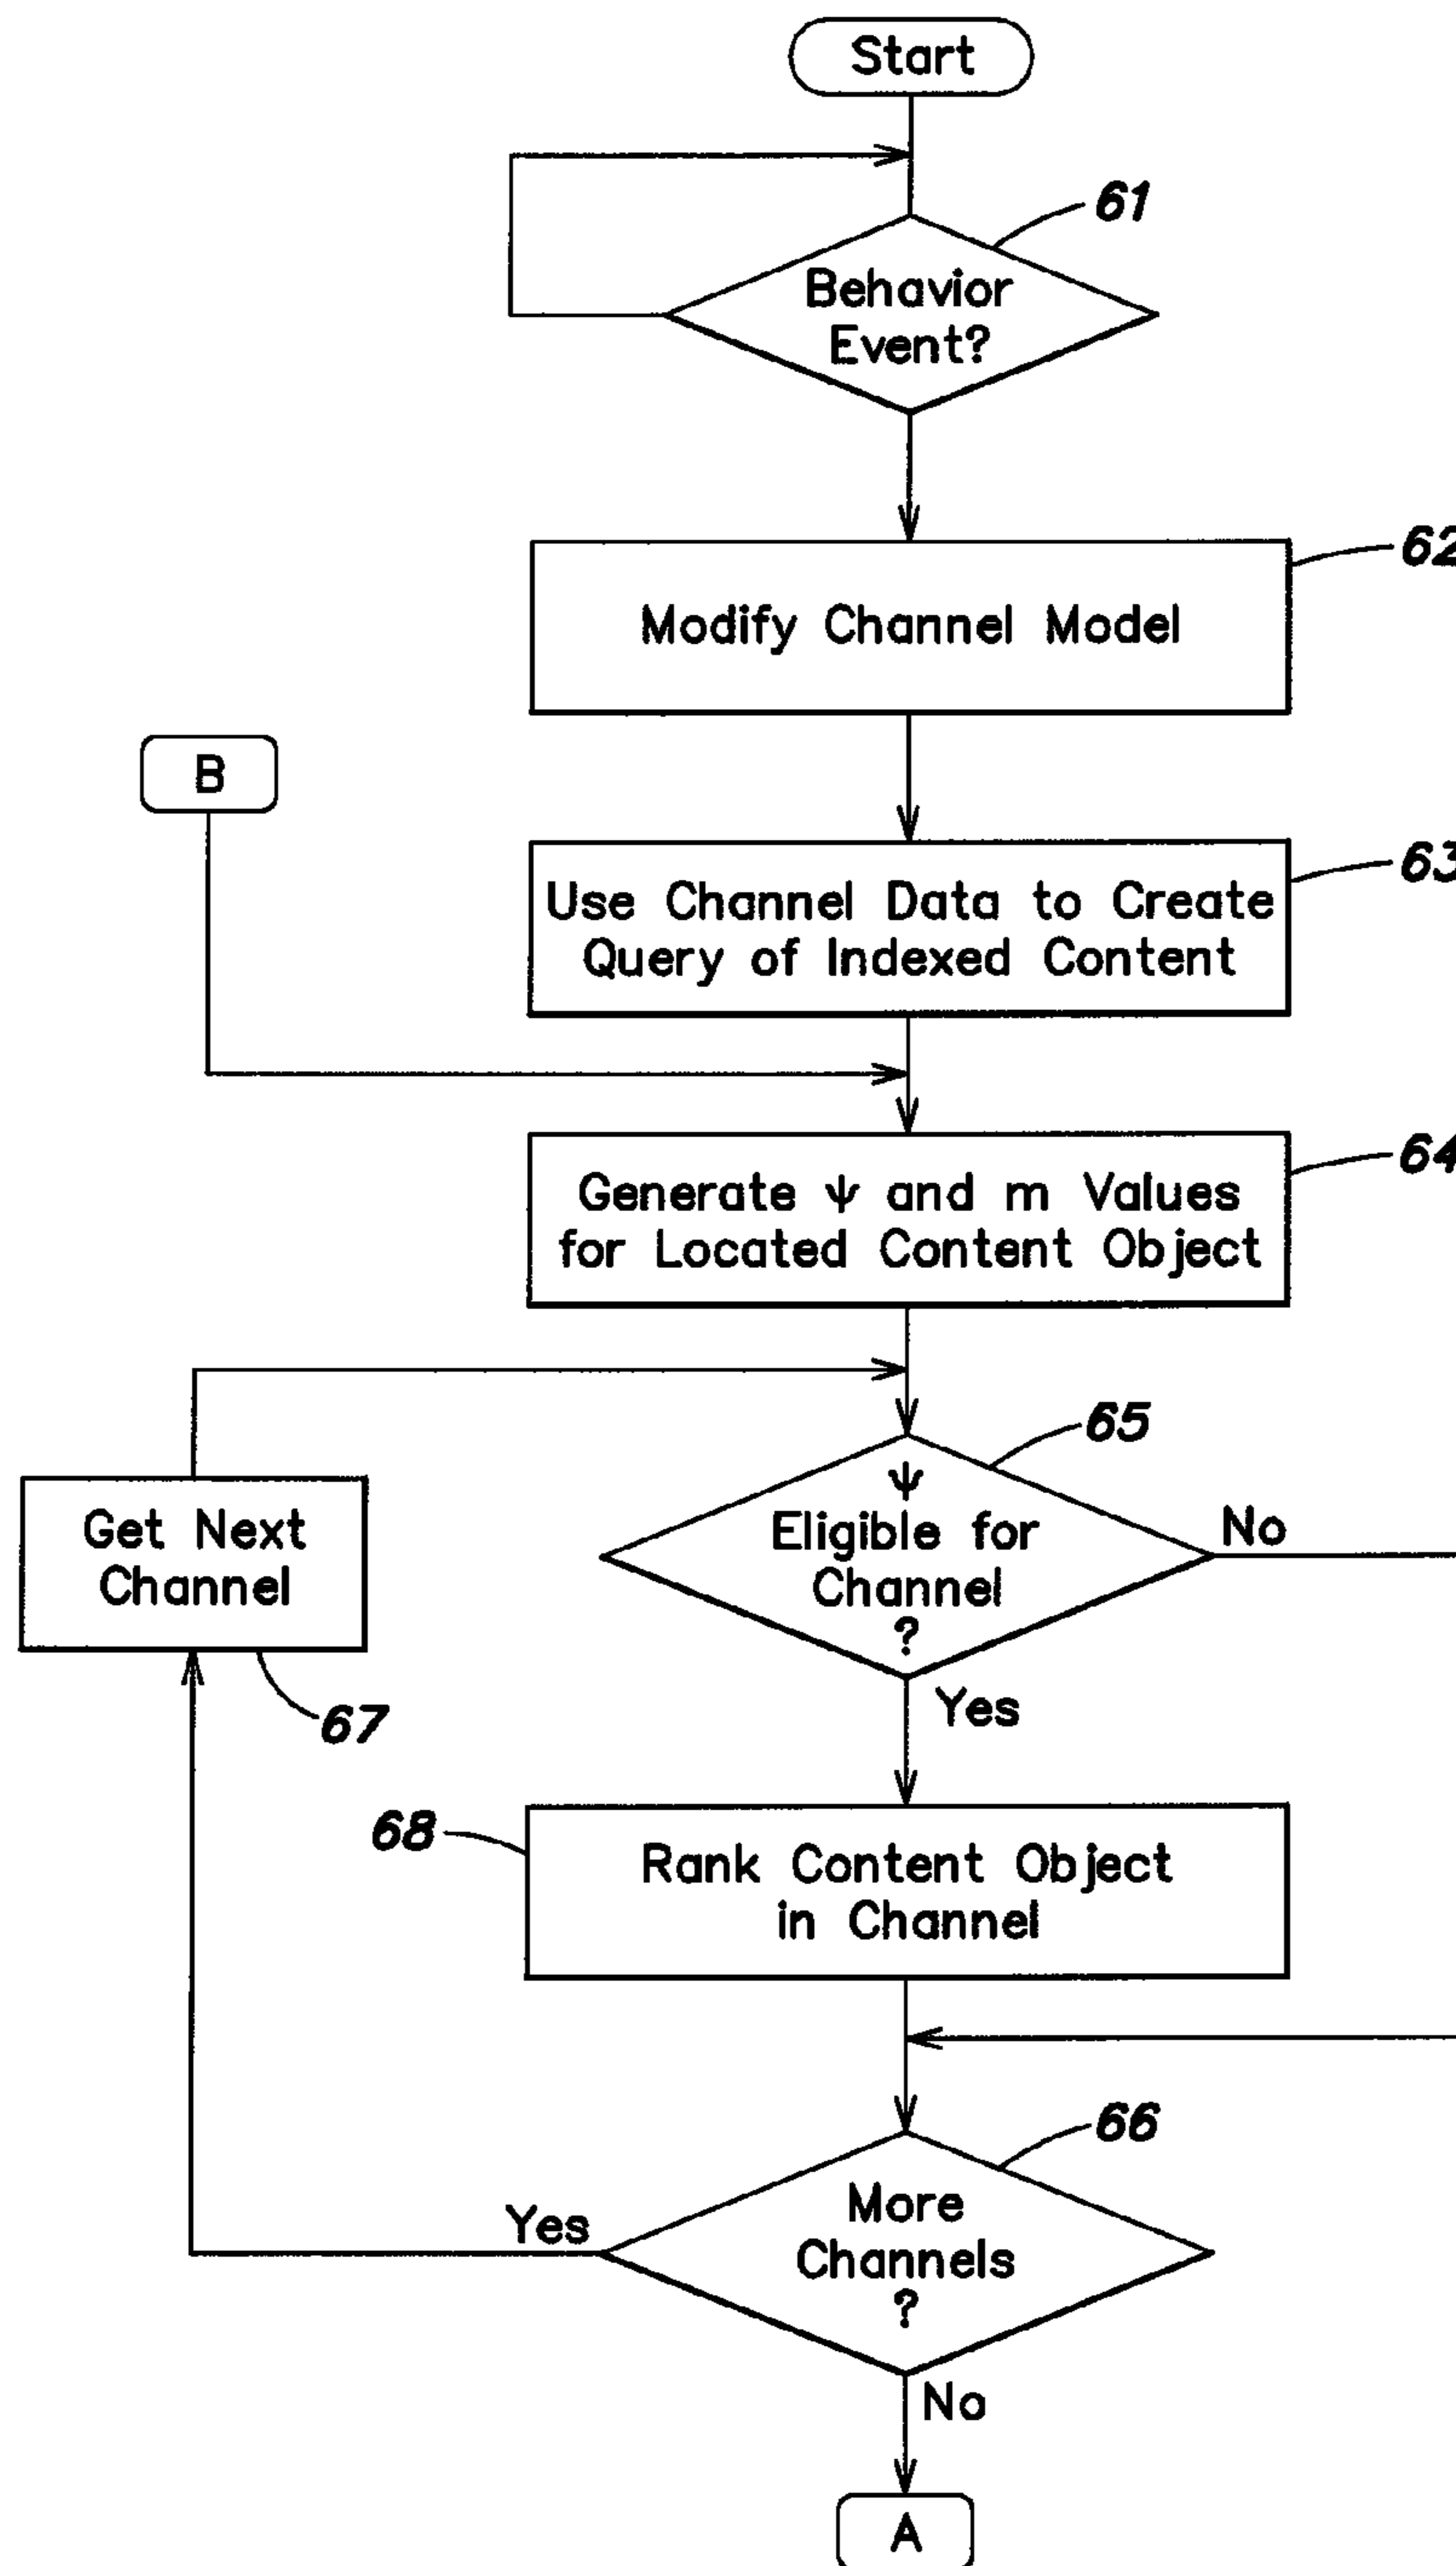 Start
61
Behavior
Event?
62
Modify Channel Model
B
63
Use Channel Data to Create
Query of Indexed Content
64
Generate ψ and m Values
for Located Content Object
65
ψ
Eligible for
Channel
?
No
Get Next
Channel
67
Yes
68
Rank Content Object
in Channel
66
More
Channels
?
Yes
No
A